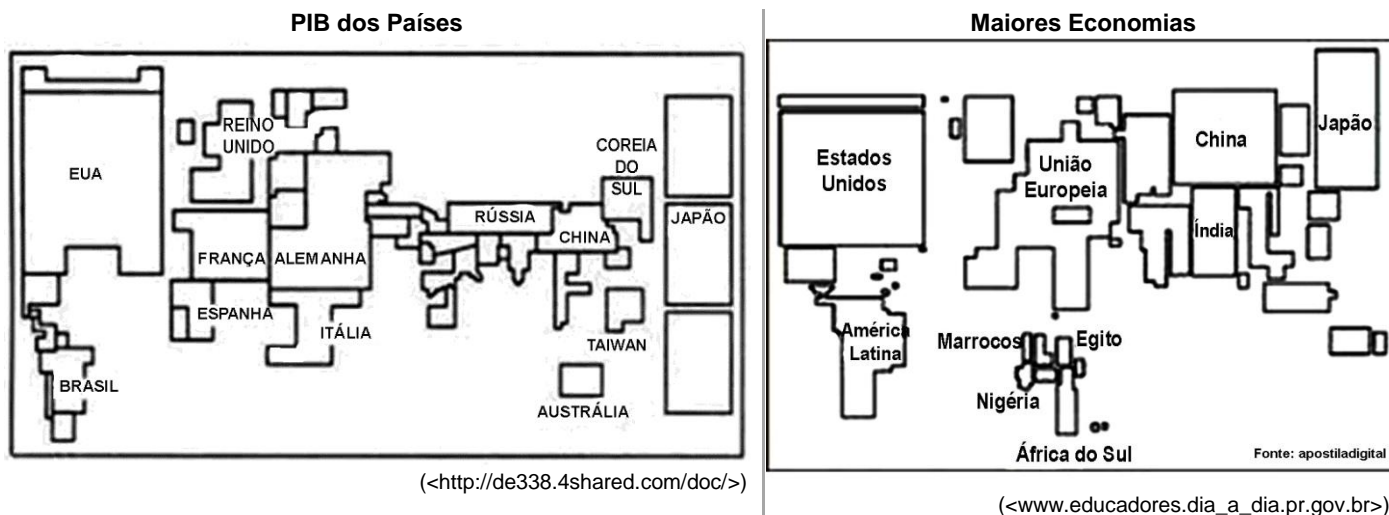 PIB dos Países
EUA
REINO
UNIDO
FRANÇA
ALEMANHA
ESPANHA
ITÁLIA
BRASIL
RÚSSIA
CHINA
COREIA
DO
SUL
JAPÃO
TAIWAN
AUSTRÁLIA
(<http://de338.4shared.com/doc/>)
Maiores Economias
Estados
Unidos
União
Europeia
China
Japão
Índia
América
Latina
Marrocos
Egito
Nigéria
África do Sul
Fonte: apostiladigital
(<www.educadores.dia_a_dia.pr.gov.br>)